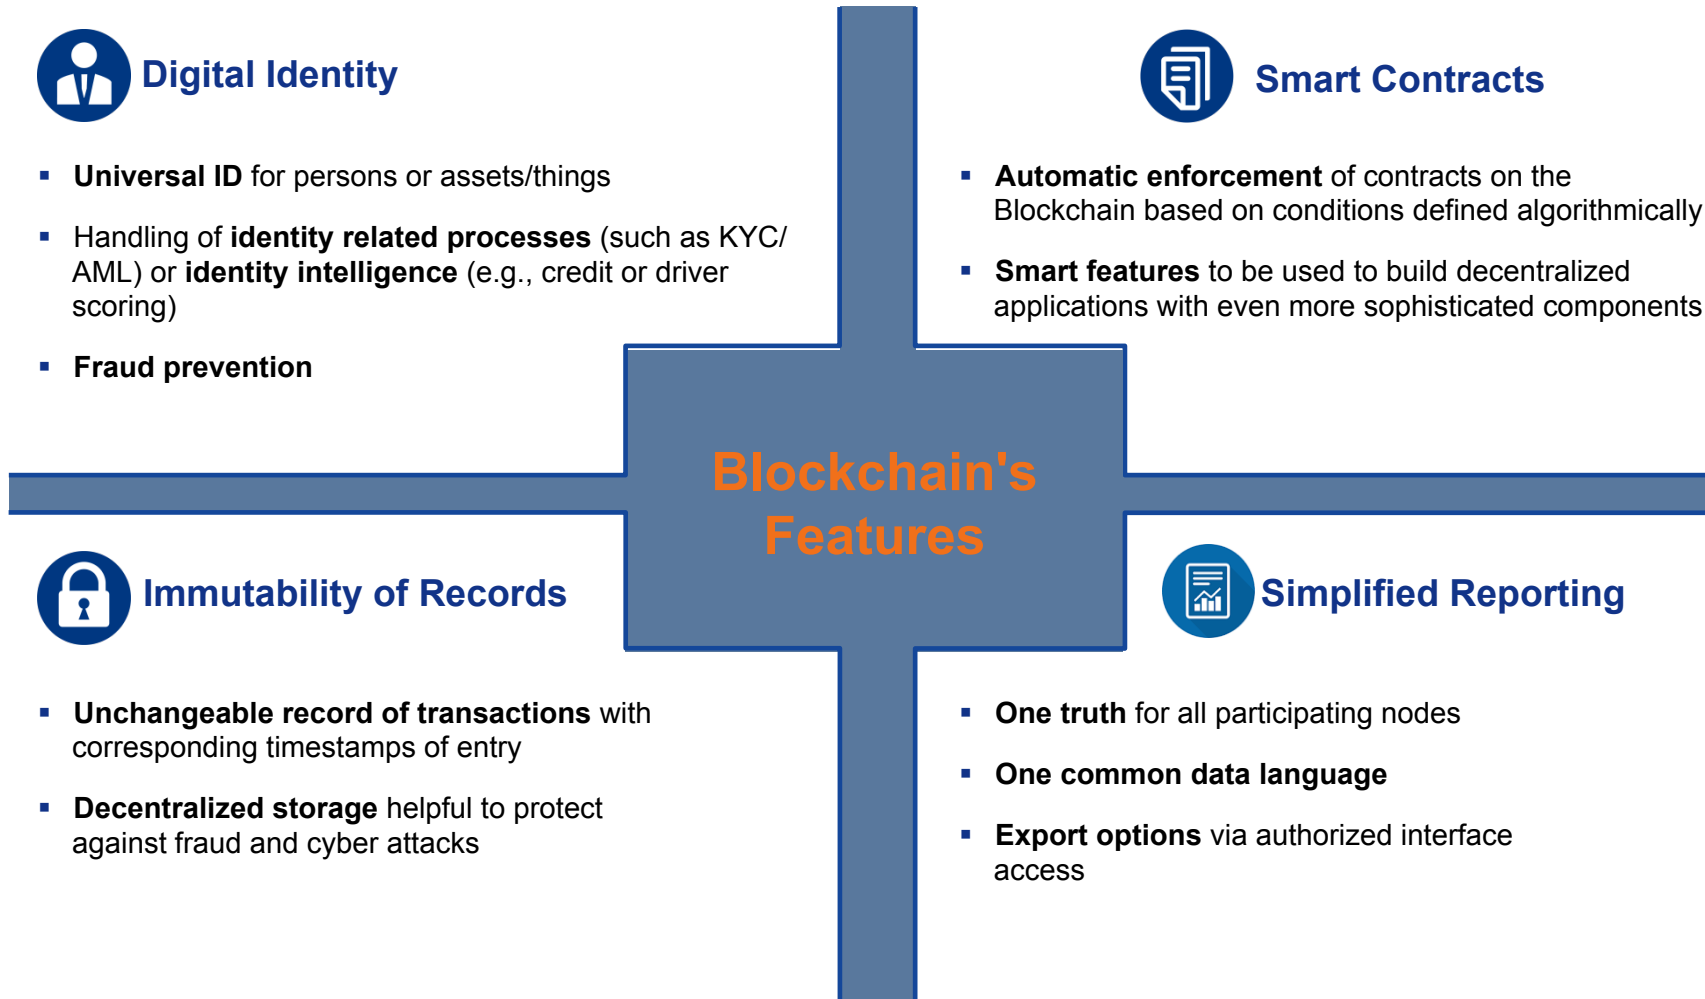 Digital Identity
▪ Universal ID for persons or assets/things
▪ Handling of identity related processes (such as KYC/
AML) or identity intelligence (e.g., credit or driver
scoring)
▪ Fraud prevention
Smart Contracts
▪ Automatic enforcement of contracts on the
Blockchain based on conditions defined algorithmically
▪ Smart features to be used to build decentralized
applications with even more sophisticated components
Blockchain's
Features
Immutability of Records
▪ Unchangeable record of transactions with
corresponding timestamps of entry
▪ Decentralized storage helpful to protect
against fraud and cyber attacks
Simplified Reporting
▪ One truth for all participating nodes
▪ One common data language
▪ Export options via authorized interface
access